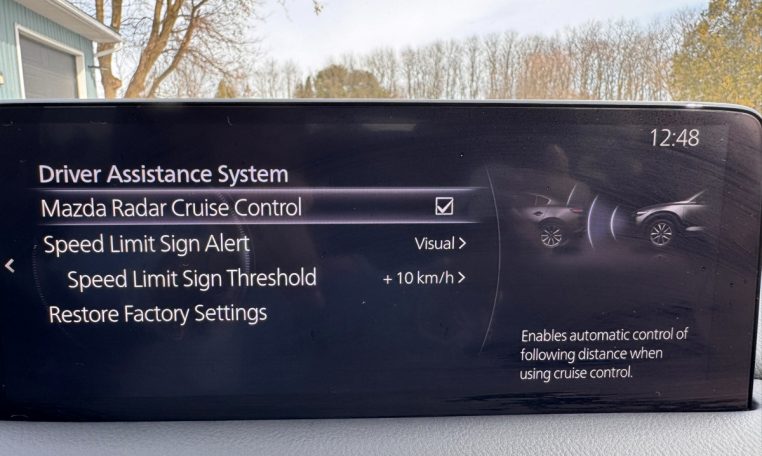 12:48
Driver Assistance System
Mazda Radar Cruise Control
Speed Limit Sign Alert Visual >
Speed Limit Sign Threshold + 10 km/h >
Restore Factory Settings
Enables automatic control of
following distance when
using cruise control.